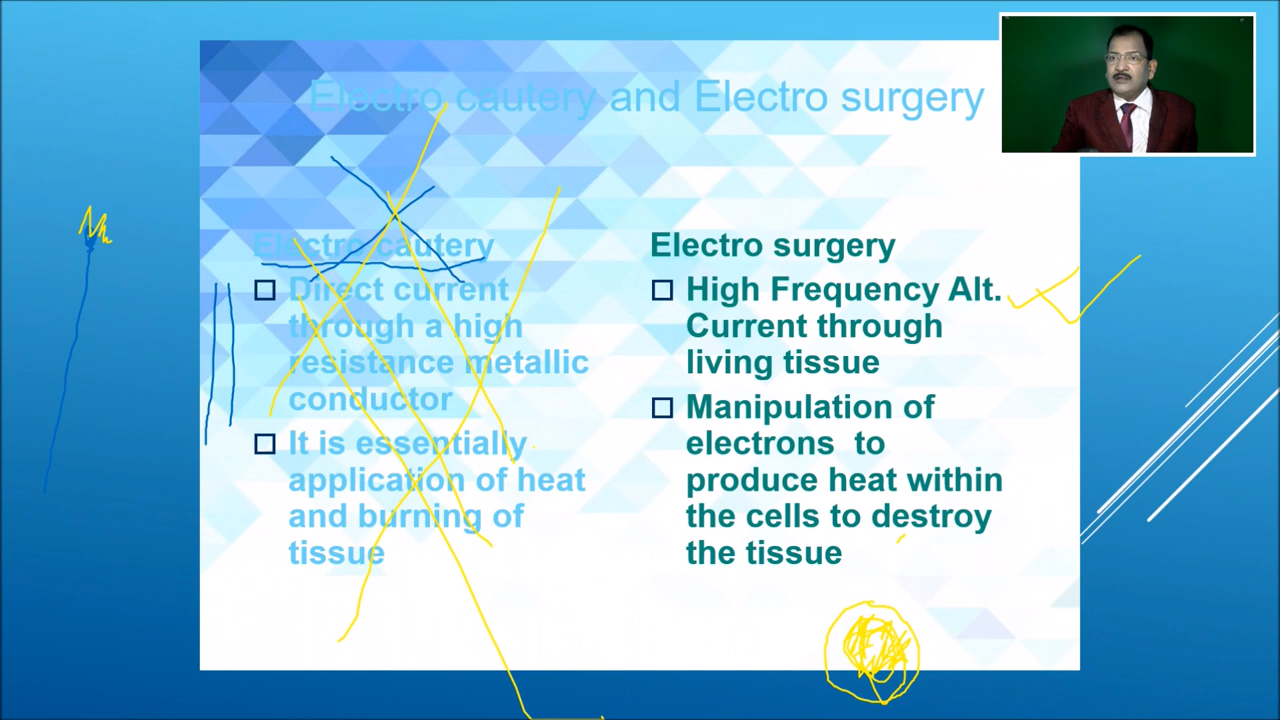 Electro cautery and Electro surgery
Electro cautery
Direct current
through a high
resistance metallic
conductor
It is essentially
application of heat
and burning of
tissue
Electro surgery
High Frequency Alt.
Current through
living tissue
Manipulation of
electrons to
produce heat within
the cells to destroy
the tissue